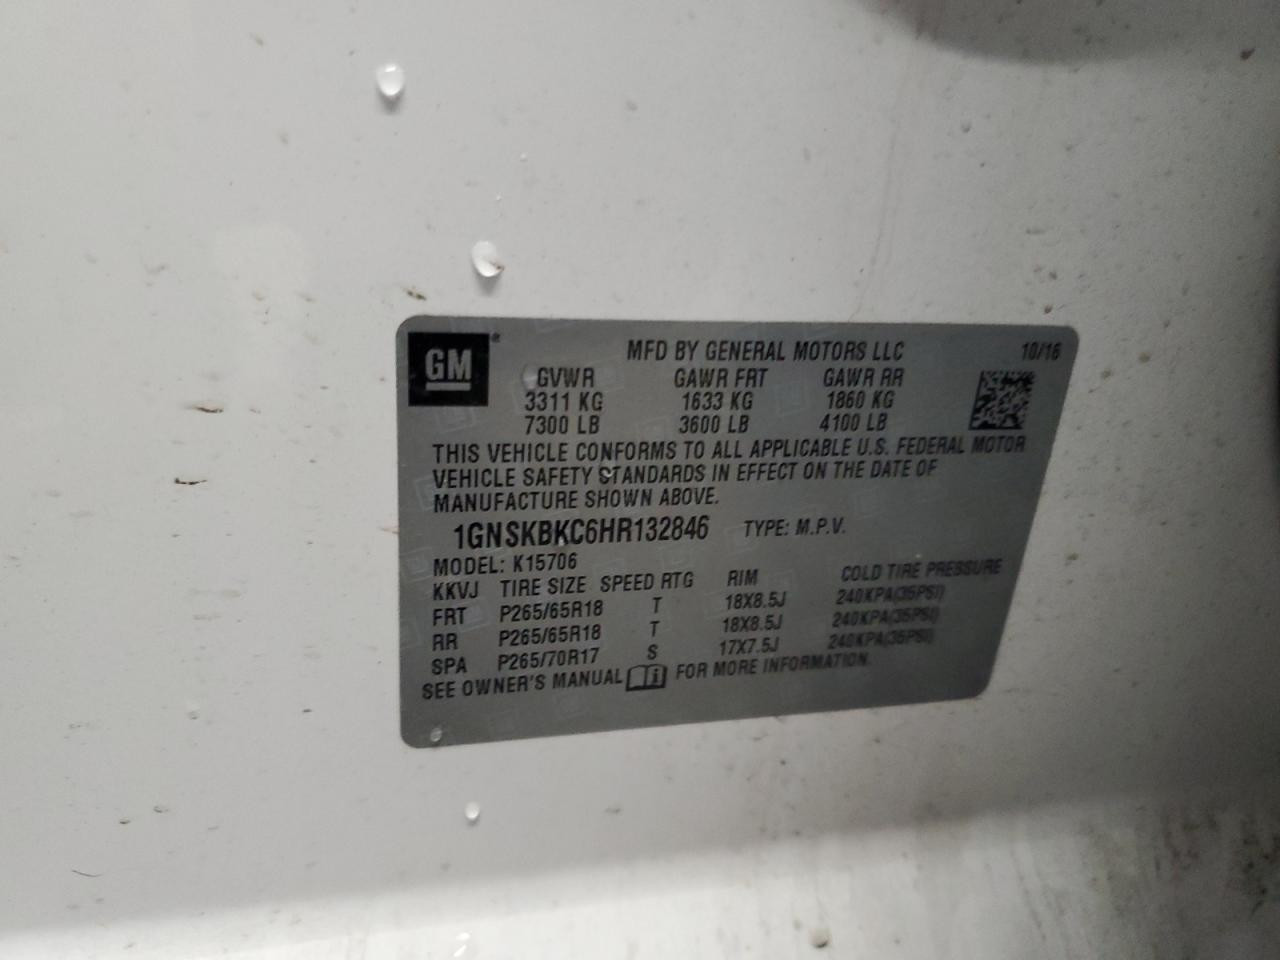 GM
MFD BY GENERAL MOTORS LLC 10/16
GVWR GAWR FRT GAWR RR
3311 KG 1633 KG 1860 KG
7300 LB 3600 LB 4100 LB
THIS VEHICLE CONFORMS TO ALL APPLICABLE U.S. FEDERAL MOTOR
VEHICLE SAFETY STANDARDS IN EFFECT ON THE DATE OF
MANUFACTURE SHOWN ABOVE.
1GNSKBKC6HR132846 TYPE: M.P.V.
MODEL: K15706
KKVJ TIRE SIZE SPEED RTG RIM COLD TIRE PRESSURE
FRT P265/65R18 T 18X8.5J 240KPA(35PSI)
RR P265/65R18 T 18X8.5J 240KPA(35PSI)
SPA P265/70R17 S 17X7.5J 240KPA(35PSI)
SEE OWNER'S MANUAL FOR MORE INFORMATION.